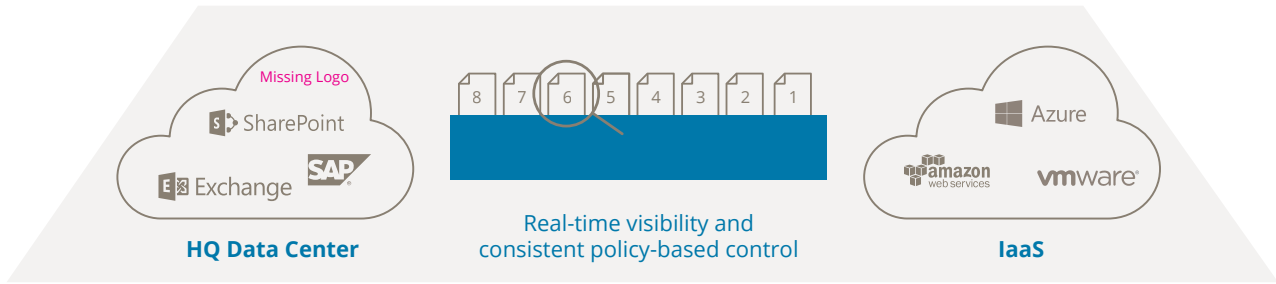 Missing Logo
S SharePoint
E Exchange
SAP®
HQ Data Center
8 7 6 5 4 3 2 1
Real-time visibility and
consistent policy-based control
Azure
amazon
web services
vmware®
IaaS